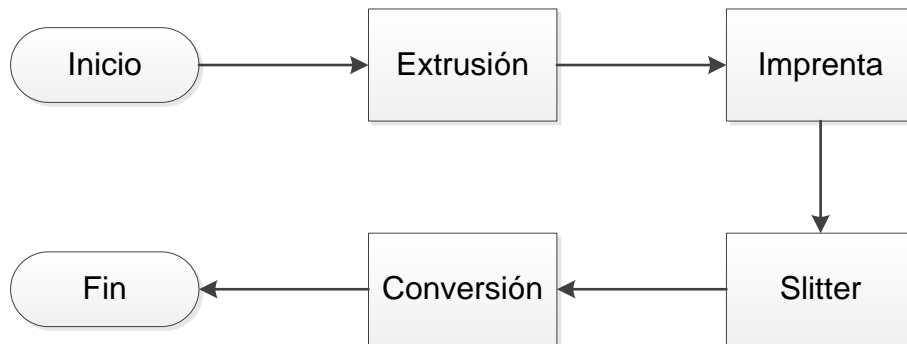 Inicio
Extrusión
Imprenta
Slitter
Conversión
Fin